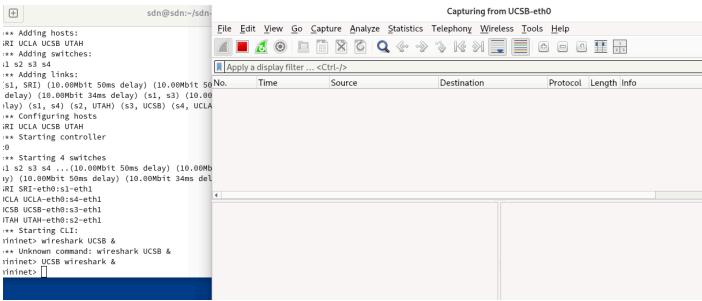 sdn@sdn:~/sdn-
*** Adding hosts:
SRI UCLA UCSB UTAH
*** Adding switches:
s1 s2 s3 s4
*** Adding links:
(s1, SRI) (10.00Mbit 50ms delay) (10.00Mbit 50
delay) (10.00Mbit 34ms delay) (s1, s3) (10.00
elay) (s1, s4) (s2, UTAH) (s3, UCSB) (s4, UCLA
*** Configuring hosts
SRI UCLA UCSB UTAH
*** Starting controller
c0
*** Starting 4 switches
s1 s2 s3 s4 ...(10.00Mbit 50ms delay) (10.00Mb
ay) (10.00Mbit 50ms delay) (10.00Mbit 34ms del
SRI SRI-eth0:s1-eth1
UCLA UCLA-eth0:s4-eth1
UCSB UCSB-eth0:s3-eth1
UTAH UTAH-eth0:s2-eth1
*** Starting CLI:
mininet> wireshark UCSB &
*** Unknown command: wireshark UCSB &
mininet> UCSB wireshark &
mininet>
Capturing from UCSB-eth0
File Edit View Go Capture Analyze Statistics Telephony Wireless Tools Help
Apply a display filter ... <Ctrl-/>
No. Time Source Destination Protocol Length Info